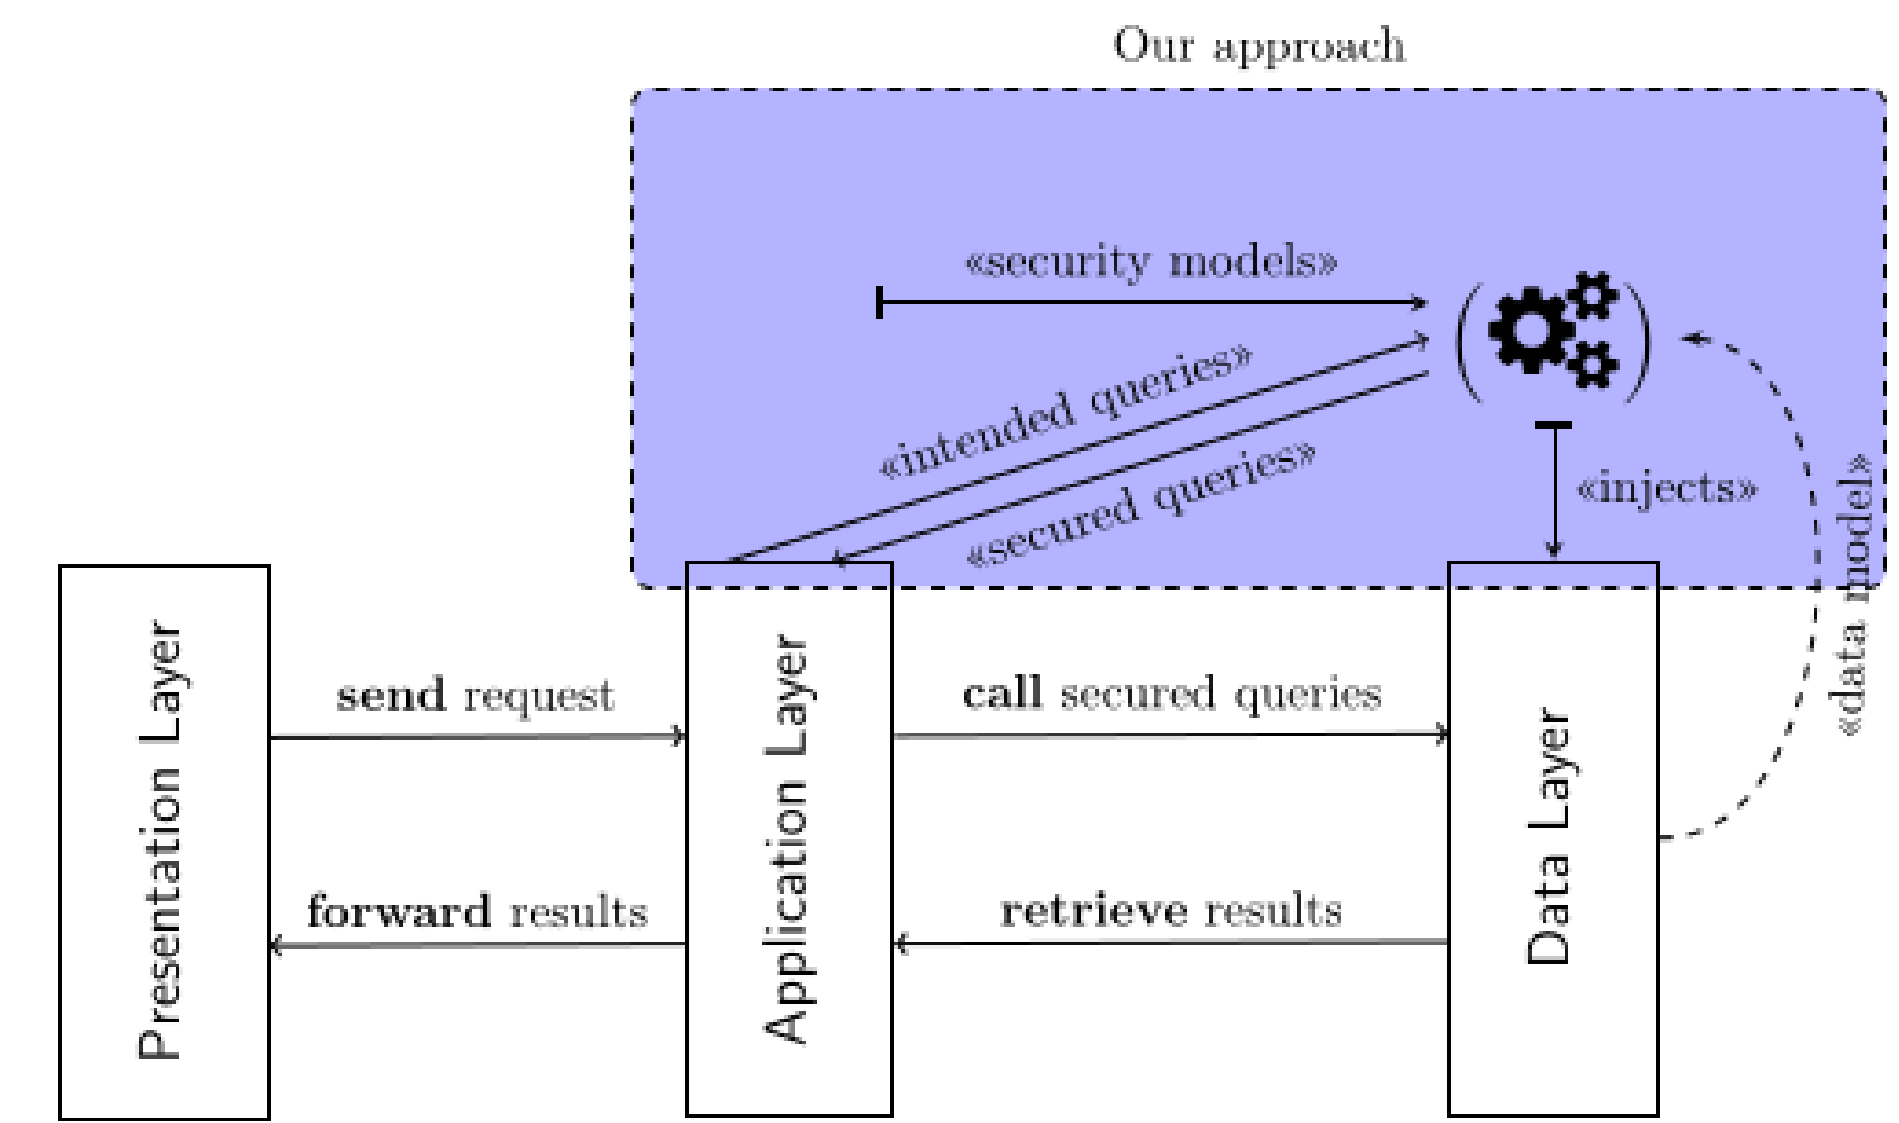 Our approach
«security models»
«intended queries»
«secured queries»
«injects»
«data model»
Presentation Layer
send request
forward results
Application Layer
call secured queries
retrieve results
Data Layer